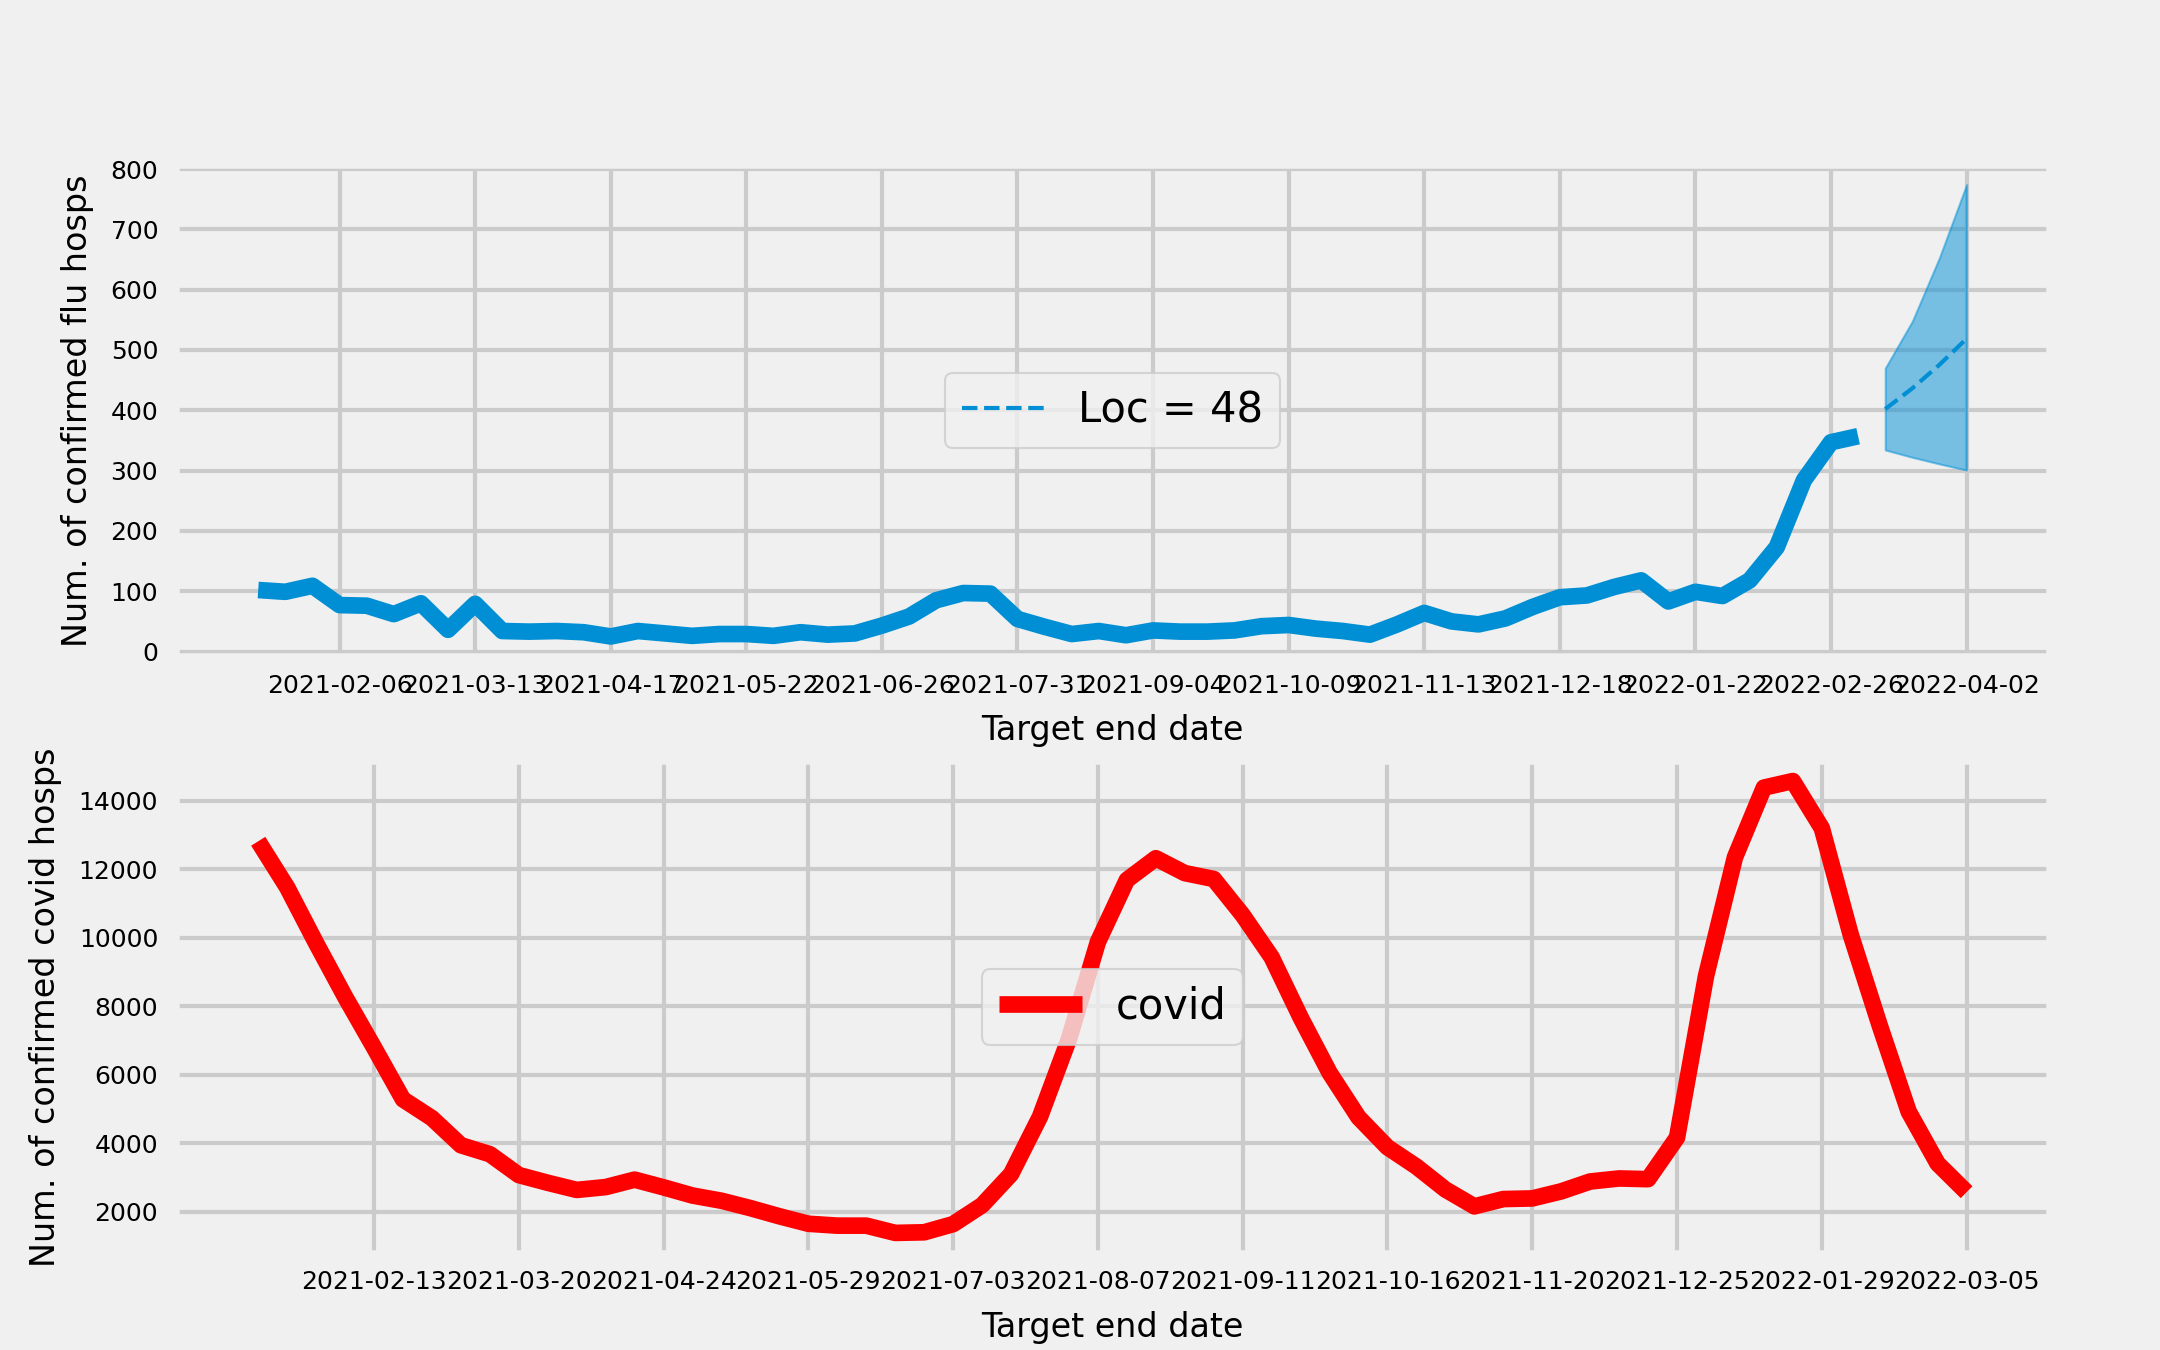 Num. of confirmed flu hosps
800
700
600
500
400
300
200
100
0
Loc = 48
2021-02-06 2021-03-13 2021-04-17 2021-05-22 2021-06-26 2021-07-31 2021-09-04 2021-10-09 2021-11-13 2021-12-18 2022-01-22 2022-02-26 2022-04-02
Target end date
Num. of confirmed covid hosps
14000
12000
10000
8000
6000
4000
2000
covid
2021-02-13 2021-03-20 2021-04-24 2021-05-29 2021-07-03 2021-08-07 2021-09-11 2021-10-16 2021-11-20 2021-12-25 2022-01-29 2022-03-05
Target end date